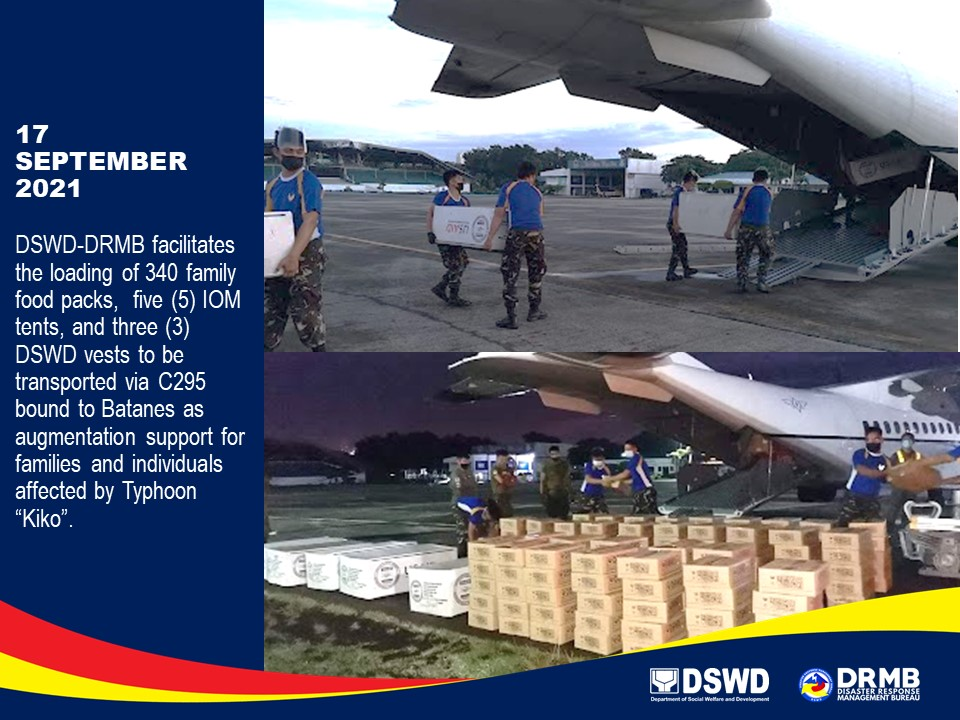 17
SEPTEMBER
2021
DSWD-DRMB facilitates
the loading of 340 family
food packs, five (5) IOM
tents, and three (3)
DSWD vests to be
transported via C295
bound to Batanes as
augmentation support for
families and individuals
affected by Typhoon
“Kiko”.
USAID
DSWD
Department of Social Welfare and Development
DRMB
DISASTER RESPONSE
MANAGEMENT BUREAU